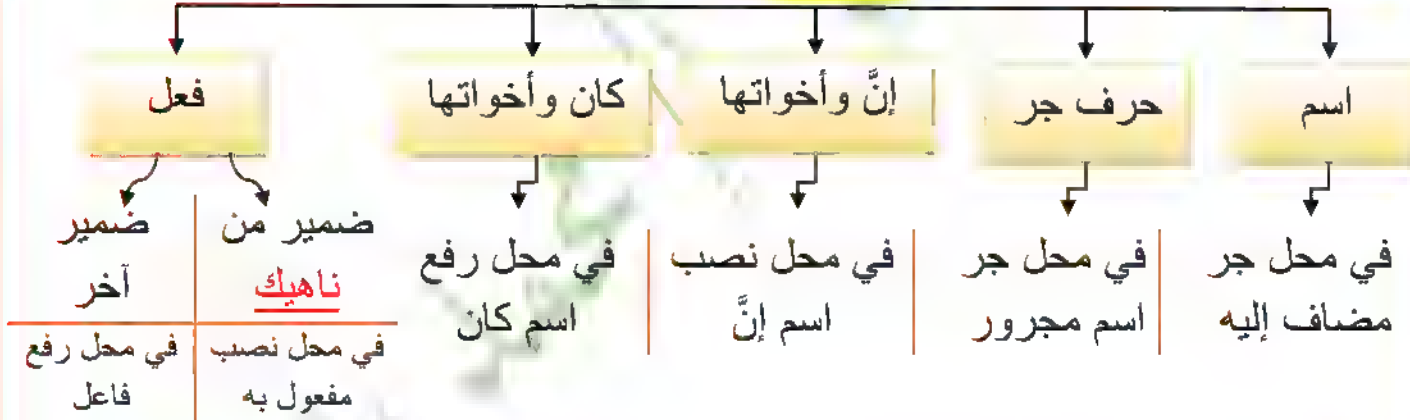 اسم
حرف جر
إنَّ وأخواتها
كان وأخواتها
فعل
في محل جر
مضاف إليه
في محل جر
اسم مجرور
في محل نصب
اسم إنَّ
في محل رفع
اسم كان
ضمير من
ناهيك
في محل نصب
مفعول به
ضمير
آخر
في محل رفع
فاعل